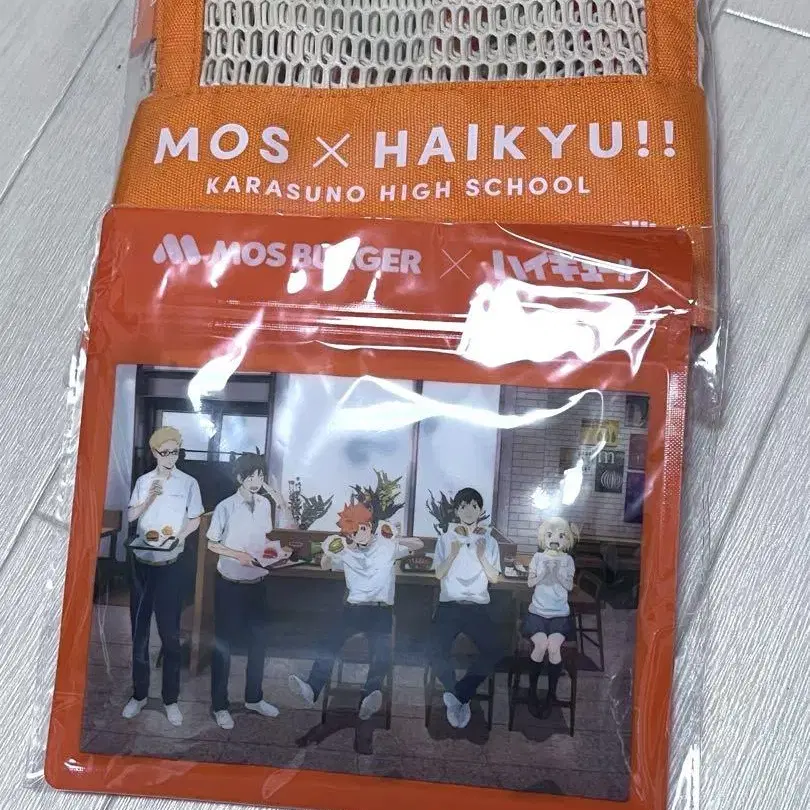 MOS × HAIKYU!!
KARASUNO HIGH SCHOOL
MOS BURGER × ハイキュー!!